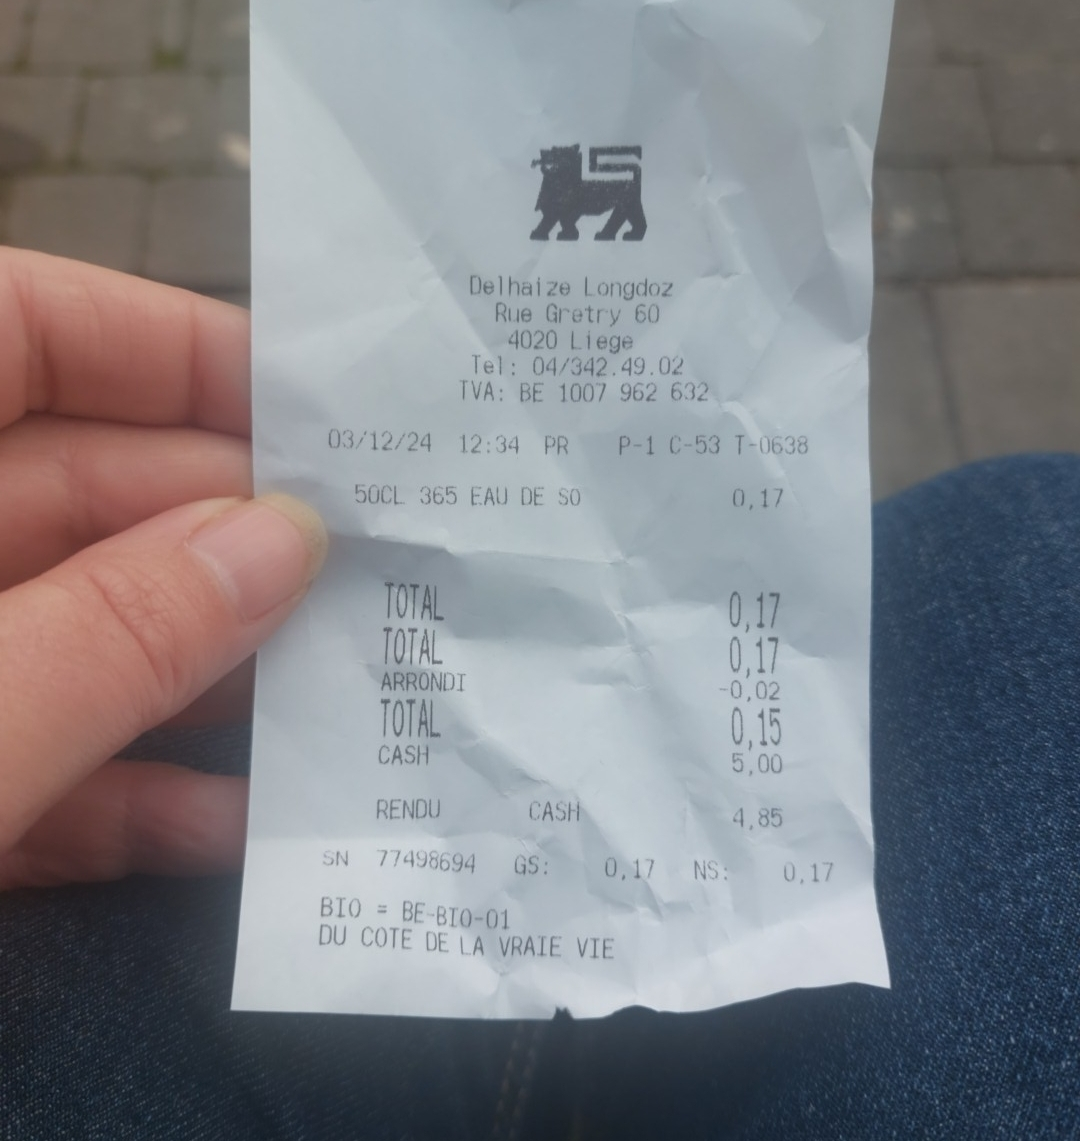 Delhaize Longdoz
Rue Gretry 60
4020 Liege
Tel: 04/342.49.02
TVA: BE 1007 962 632
03/12/24 12:34 PR P-1 C-53 T-0638
50CL 365 EAU DE SO 0,17
TOTAL 0,17
TOTAL 0,17
ARRONDI -0,02
TOTAL 0,15
CASH 5,00
RENDU CASH 4,85
SN 77498694 GS: 0,17 NS: 0,17
BIO = BE-BIO-01
DU COTE DE LA VRAIE VIE